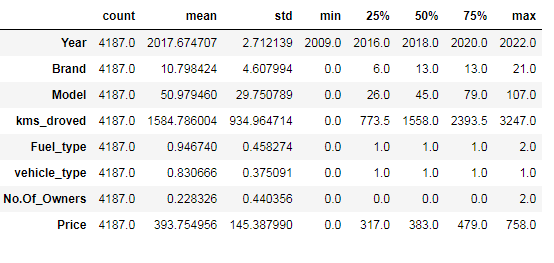 count mean std min 25% 50% 75% max
Year 4187.0 2017.674707 2.712139 2009.0 2016.0 2018.0 2020.0 2022.0
Brand 4187.0 10.798424 4.607994 0.0 6.0 13.0 13.0 21.0
Model 4187.0 50.979460 29.750789 0.0 26.0 45.0 79.0 107.0
kms_droved 4187.0 1584.786004 934.964714 0.0 773.5 1558.0 2393.5 3247.0
Fuel_type 4187.0 0.946740 0.458274 0.0 1.0 1.0 1.0 2.0
vehicle_type 4187.0 0.830666 0.375091 0.0 1.0 1.0 1.0 1.0
No.Of_Owners 4187.0 0.228326 0.440356 0.0 0.0 0.0 0.0 2.0
Price 4187.0 393.754956 145.387990 0.0 317.0 383.0 479.0 758.0